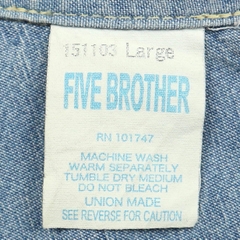 151103 Large
FIVE BROTHER
RN 101747
MACHINE WASH
WARM SEPARATELY
TUMBLE DRY-MEDIUM
DO NOT BLEACH
UNION MADE
SEE REVERSE FOR CAUTION